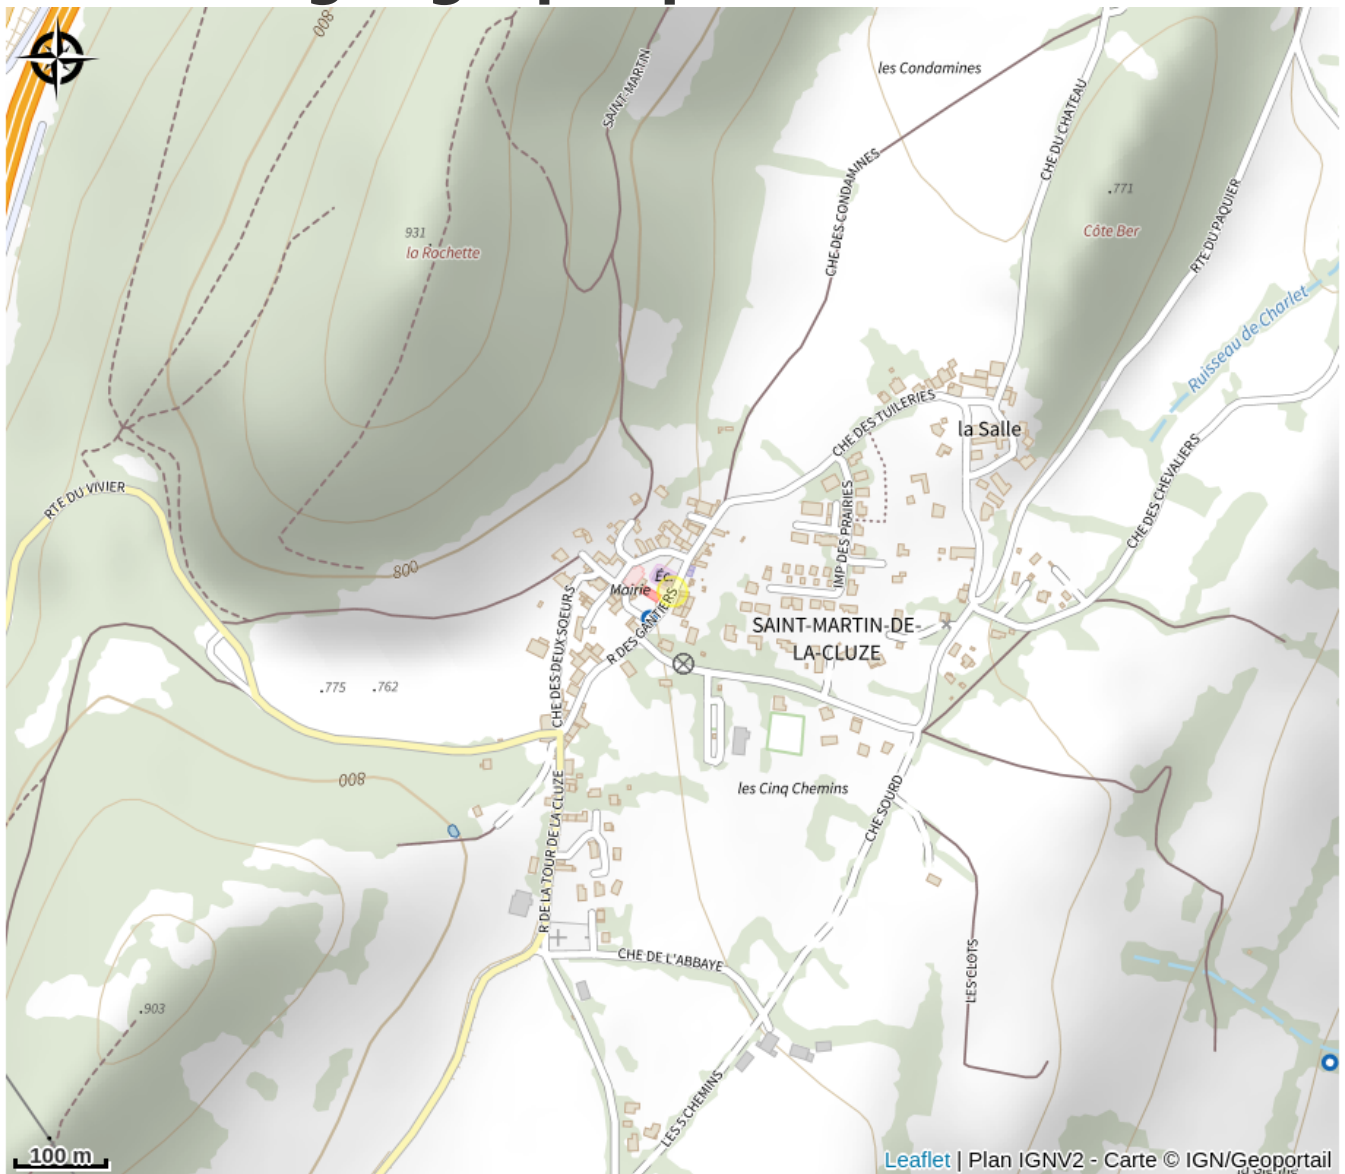 800
SAINT-MARTIN
les Condamines
CHE DU CHATEAU
CHE DES CONDAMINES
.771
Côte Ber
RTE DU PAQUIER
931
la Rochette
Ruisseau de Charlet
CHE DES TUILERIES
la Salle
CHE DES CHEVALIERS
RTE DU VIVIER
IMP DES PRAIRIES
800
Éc
Mairie
R DES GANTIERS
CHE DES DEUX SOEURS
SAINT-MARTIN-DE-
LA-CLUZE
.775
.762
800
les Cinq Chemins
CHE SOURD
R DE LA TOUR DE LA CLUZE
CHE DE L'ABBAYE
LES CLOTS
.903
LES 5 CHEMINS
100 m
Leaflet | Plan IGNV2 - Carte © IGN/Geoportail